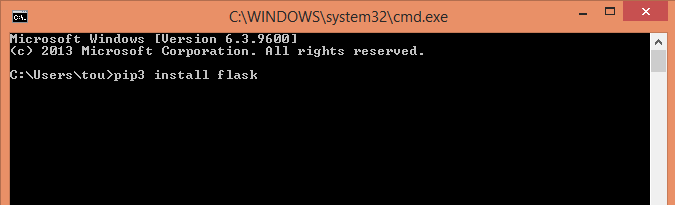 C:\WINDOWS\system32\cmd.exe
Microsoft Windows [Version 6.3.9600]
(c) 2013 Microsoft Corporation. All rights reserved.
C:\Users\tou>pip3 install flask